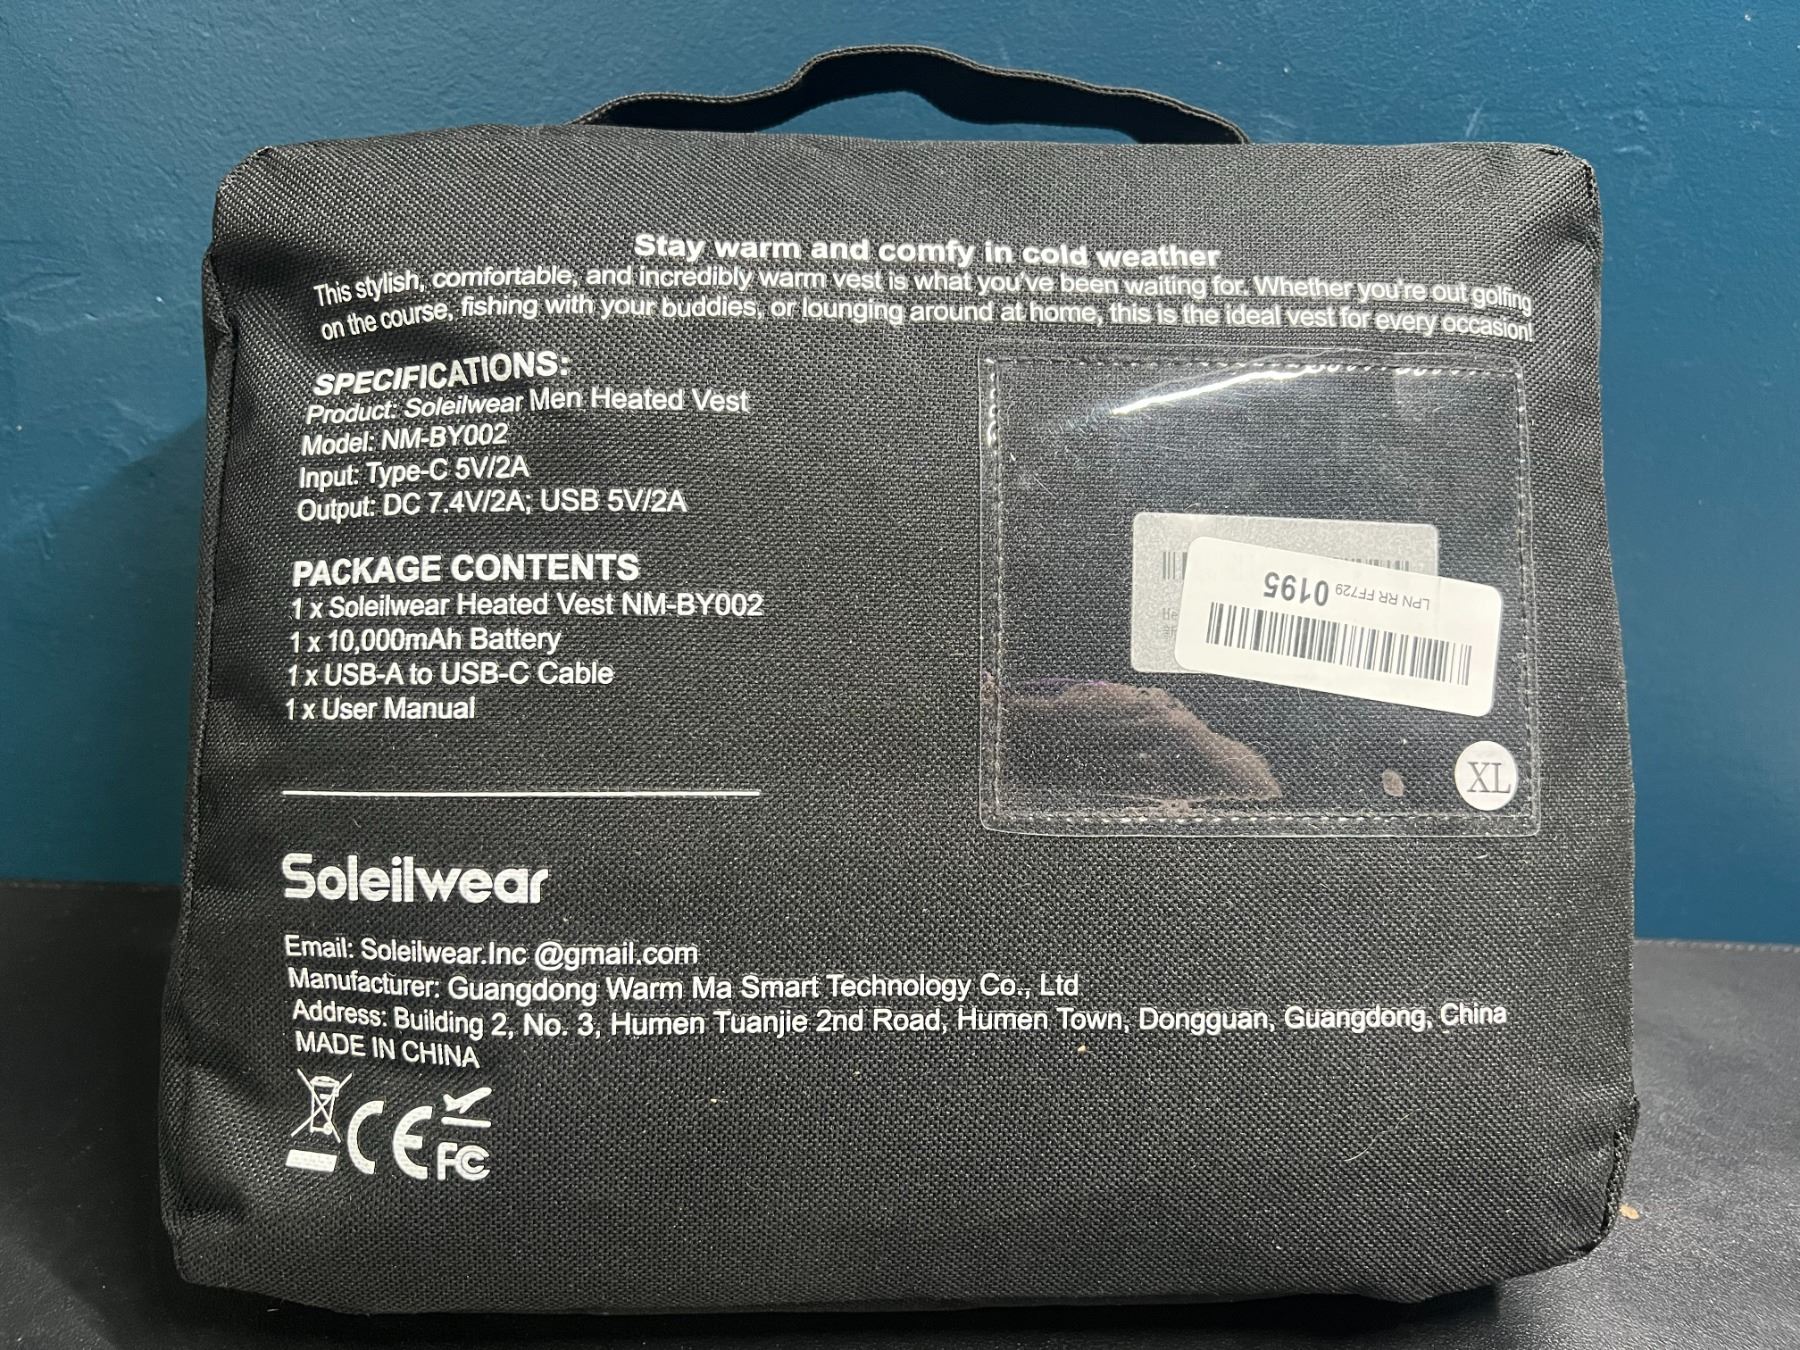 Stay warm and comfy in cold weather
This stylish, comfortable, and incredibly warm vest is what you've been waiting for. Whether you're out golfing
on the course, fishing with your buddies, or lounging around at home, this is the ideal vest for every occasion!
SPECIFICATIONS:
Product: Soleilwear Men Heated Vest
Model: NM-BY002
Input: Type-C 5V/2A
Output: DC 7.4V/2A; USB 5V/2A
PACKAGE CONTENTS
1 x Soleilwear Heated Vest NM-BY002
1 x 10,000mAh Battery
1 x USB-A to USB-C Cable
1 x User Manual
LPN RR FF729 0195
XL
Soleilwear
Email: Soleilwear.Inc @gmail.com
Manufacturer: Guangdong Warm Ma Smart Technology Co., Ltd
Address: Building 2, No. 3, Humen Tuanjie 2nd Road, Humen Town, Dongguan, Guangdong, China
MADE IN CHINA
CE FC